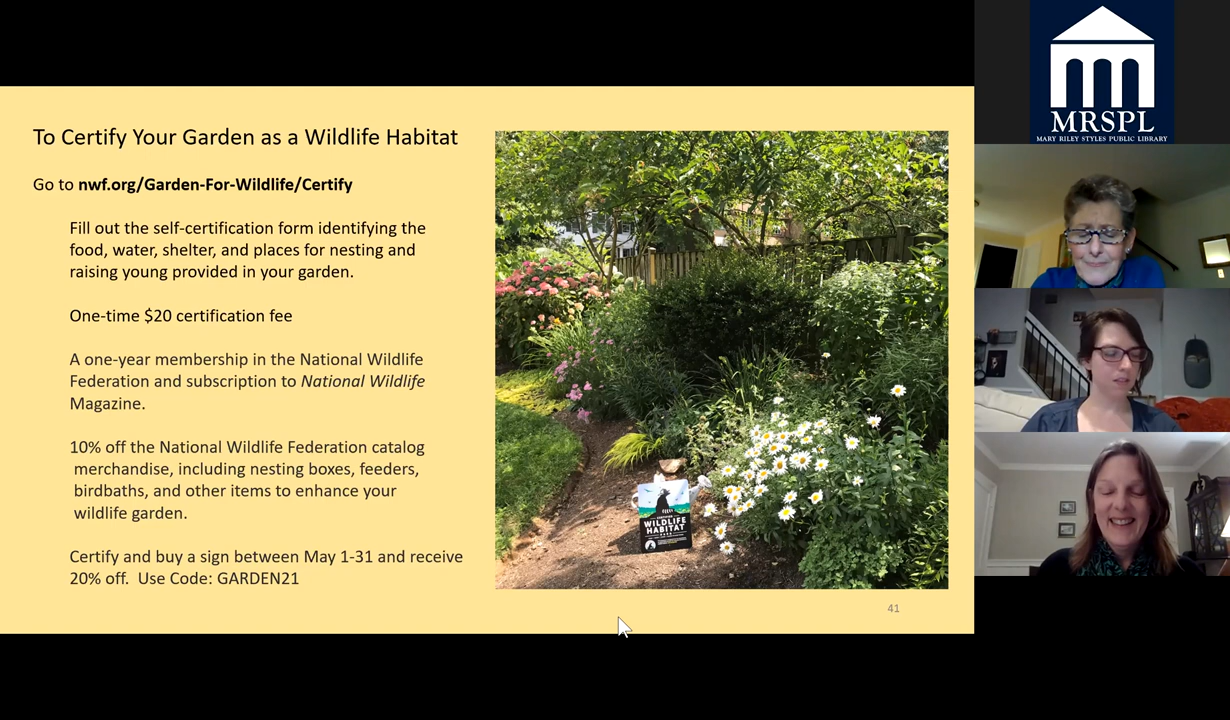 To Certify Your Garden as a Wildlife Habitat
Go to nwf.org/Garden-For-Wildlife/Certify
Fill out the self-certification form identifying the
food, water, shelter, and places for nesting and
raising young provided in your garden.
One-time $20 certification fee
A one-year membership in the National Wildlife
Federation and subscription to National Wildlife
Magazine.
10% off the National Wildlife Federation catalog
merchandise, including nesting boxes, feeders,
birdbaths, and other items to enhance your
wildlife garden.
Certify and buy a sign between May 1-31 and receive
20% off.  Use Code: GARDEN21
WILDLIFE
HABITAT
41
MRSPL
MARY RILEY STYLES PUBLIC LIBRARY